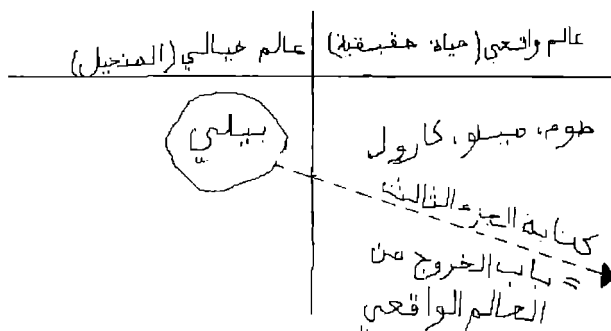 عالم واقعي (حياة حقيقية)
عالم خيالي (المتخيل)
طوم، ميلو، كارول
كتابة الجزء الثالث
= باب الخروج من
العالم الواقعي
بيلي